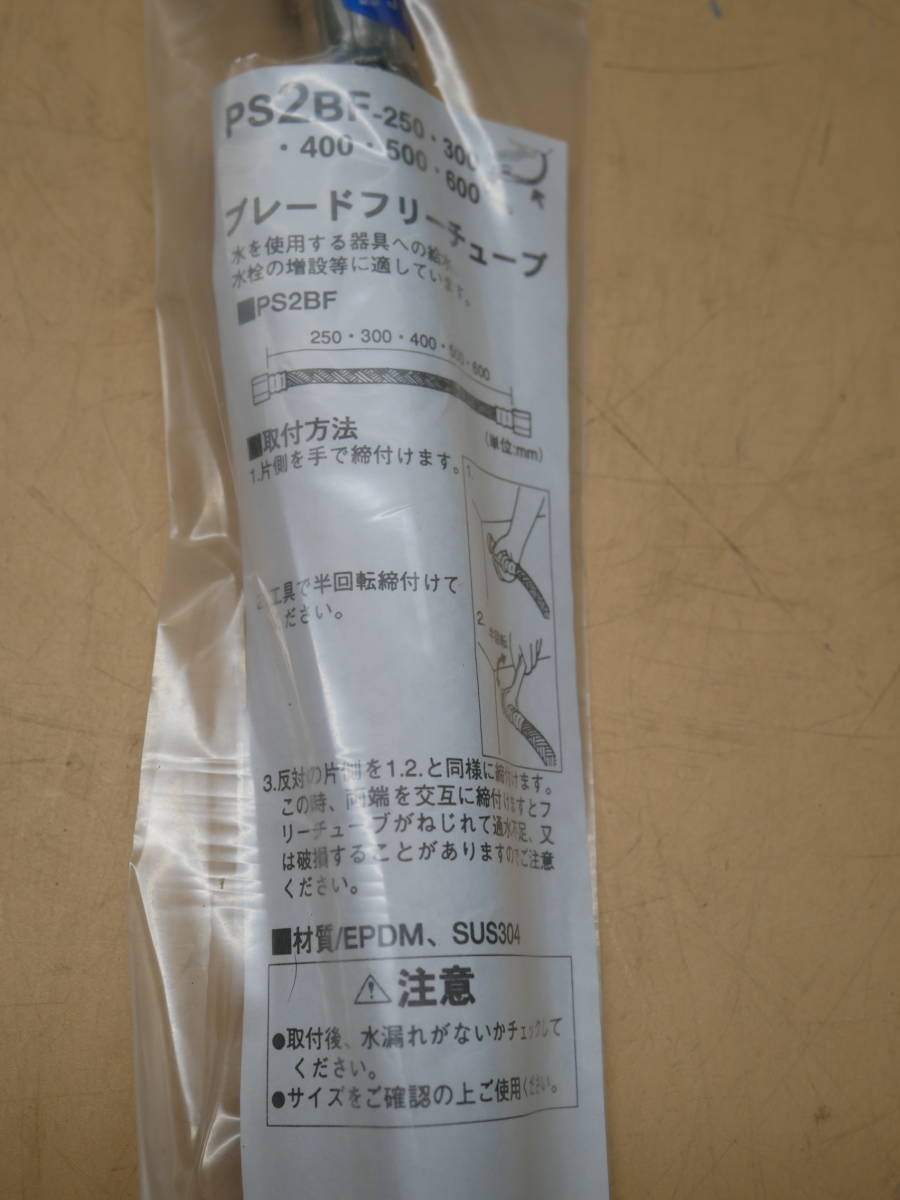 PS2BF-250・300
・400・500・600
ブレードフリーチューブ
水を使用する器具への給水、
水栓の増設等に適しています。
■PS2BF
250・300・400・500・600
(単位:mm)
■取付方法
1.片側を手で締付けます。
1.
2.工具で半回転締付けて
ください。
2.
半回転
3.反対の片側を1.2.と同様に締付けます。
この時、両端を交互に締付けますとフ
リーチューブがねじれて通水不足、又
は破損することがありますのでご注意
ください。
■材質/EPDM、SUS304
⚠注意
●取付後、水漏れがないかチェックして
ください。
●サイズをご確認の上ご使用ください。